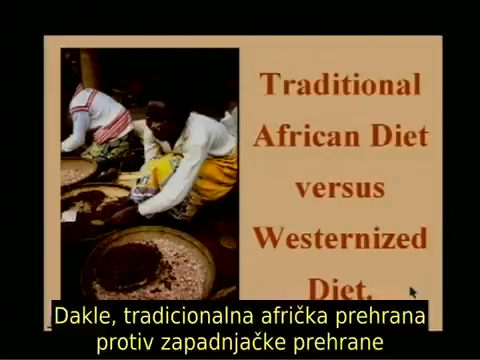 Traditional
African Diet
versus
Westernized
Diet.
Dakle, tradicionalna afrička prehrana
protiv zapadnjačke prehrane